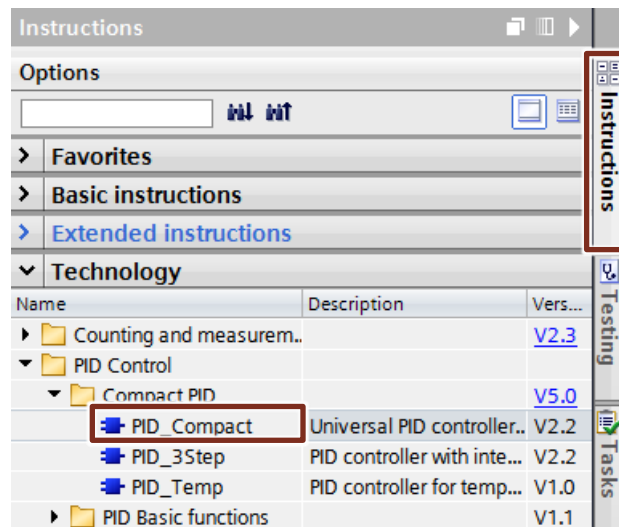 Instructions
Options
Favorites
Basic instructions
Extended instructions
Technology
Name Description Vers...
Counting and measurem.. V2.3
PID Control
Compact PID V5.0
PID_Compact Universal PID controller.. V2.2
PID_3Step PID controller with inte... V2.2
PID_Temp PID controller for temp... V1.0
PID Basic functions V1.1
Instructions
Testing
Tasks